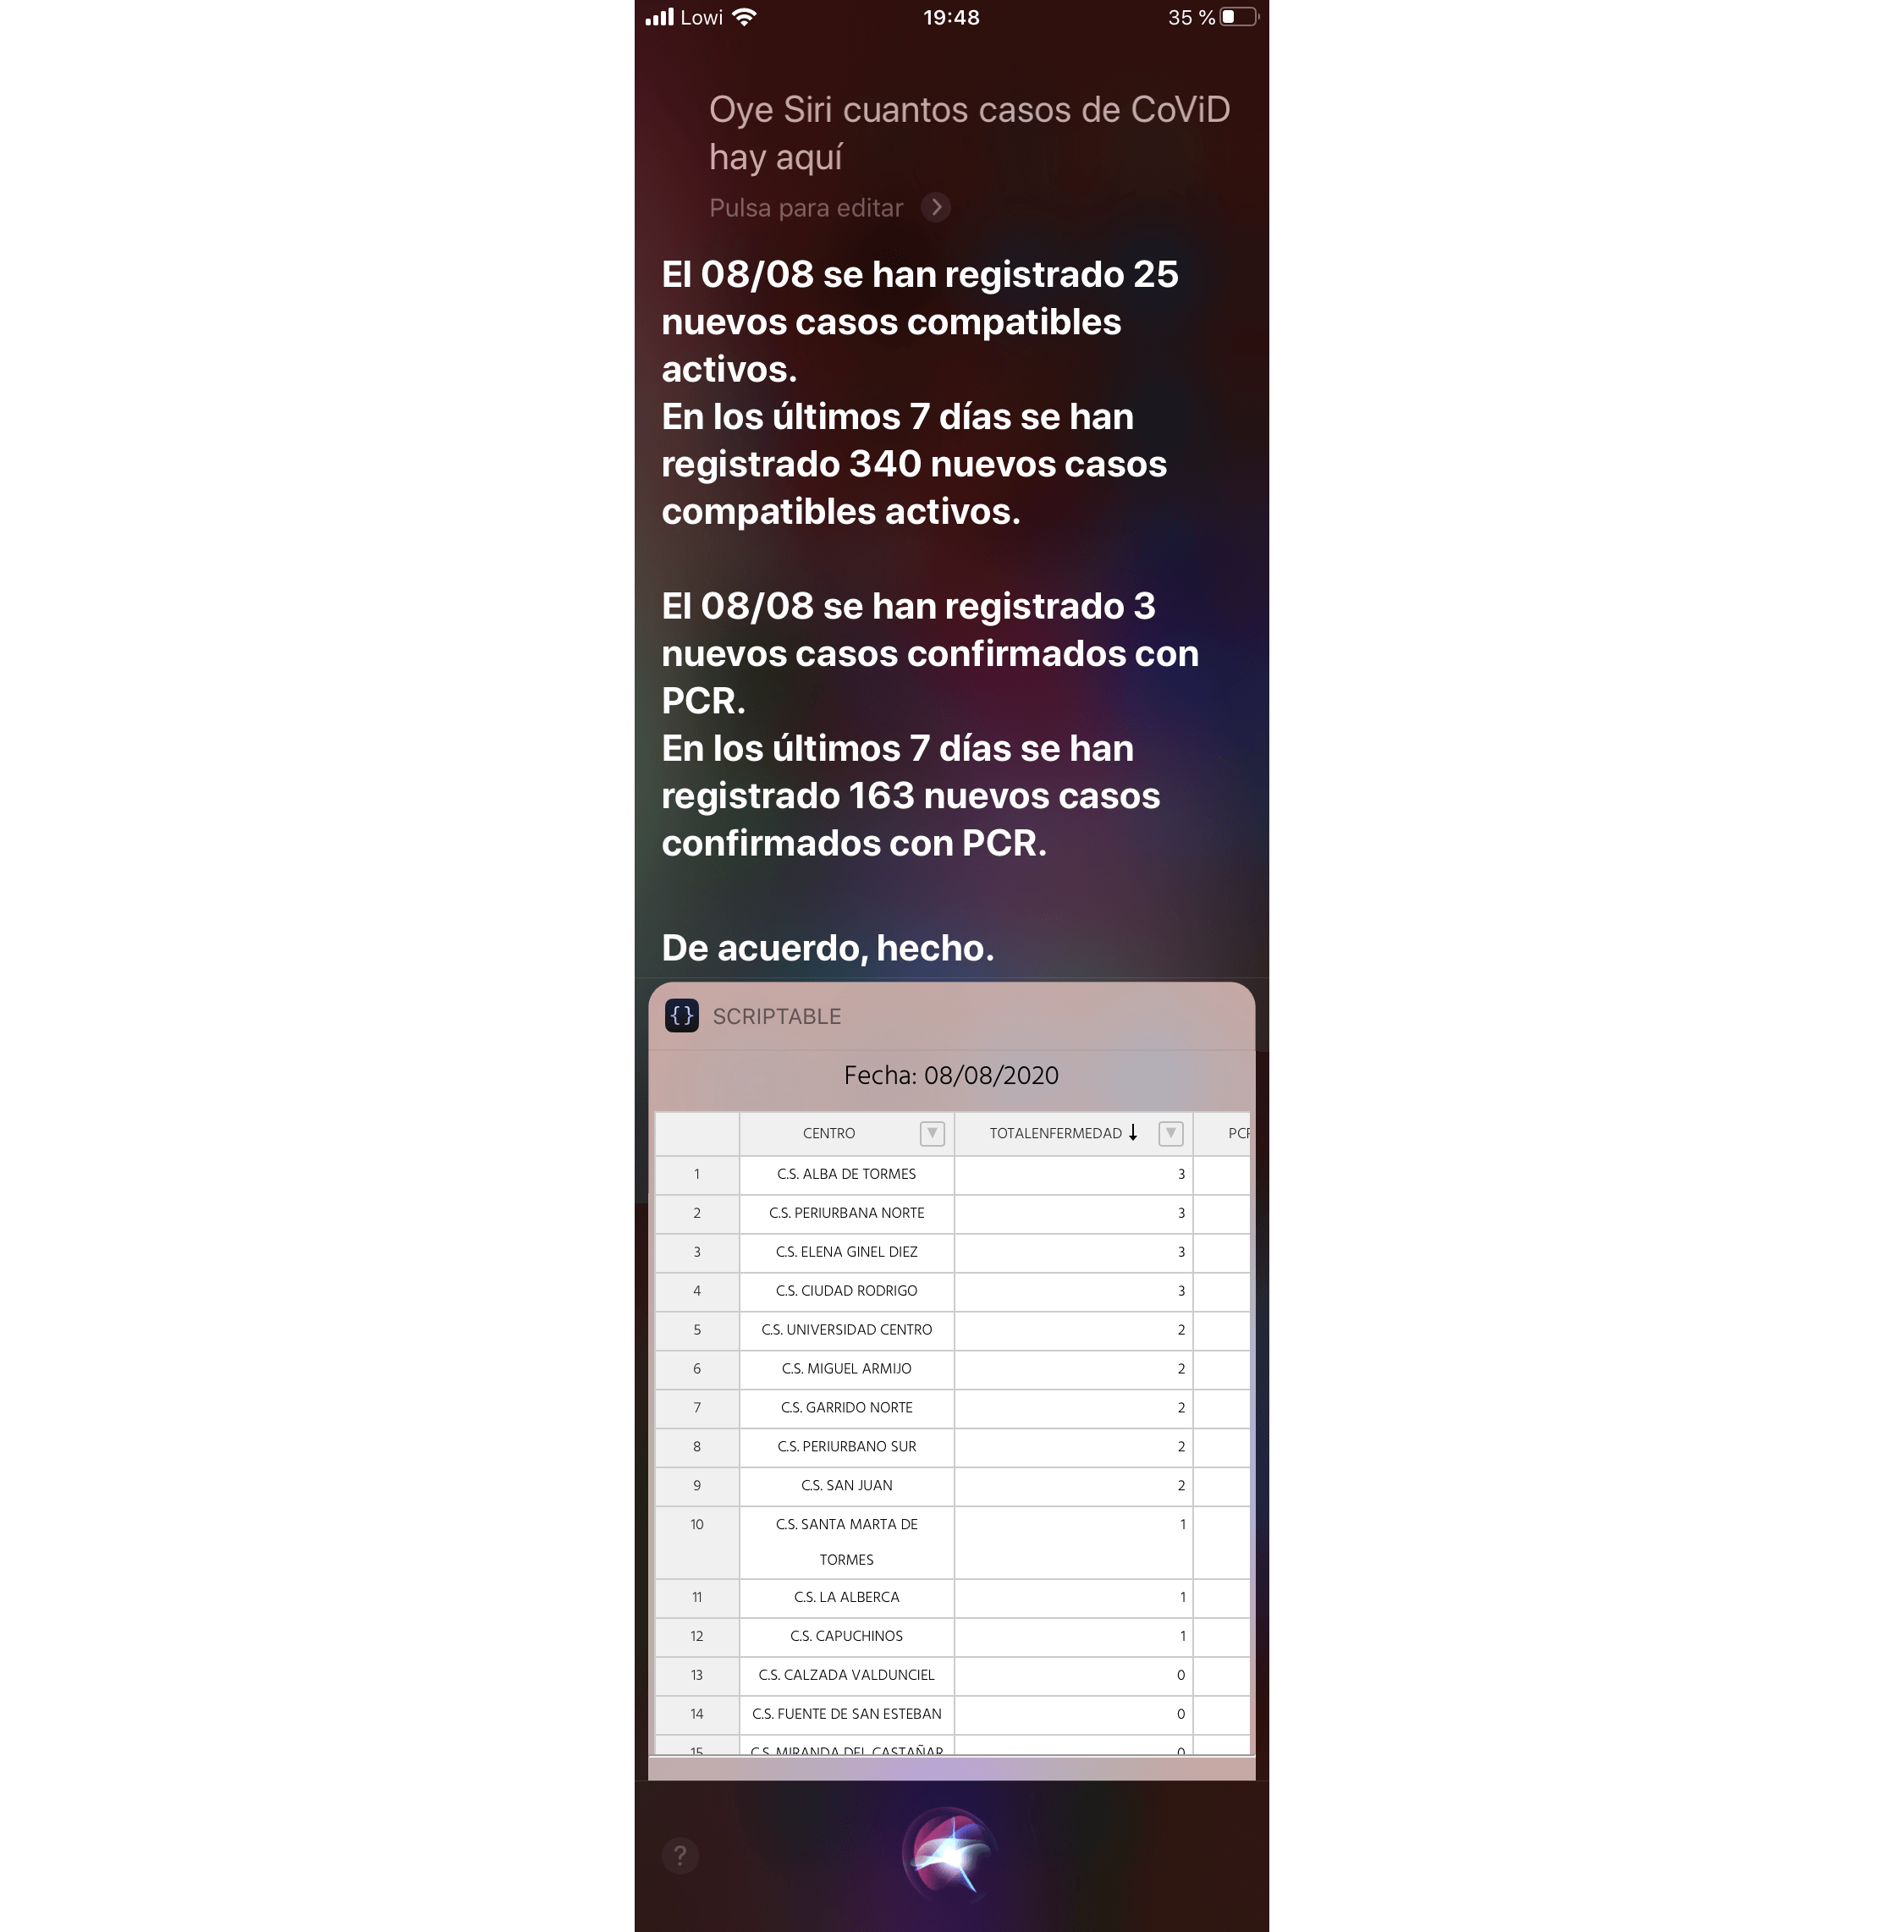 Lowi 19:48 35 %
Oye Siri cuantos casos de CoViD
hay aquí
Pulsa para editar
El 08/08 se han registrado 25
nuevos casos compatibles
activos.
En los últimos 7 días se han
registrado 340 nuevos casos
compatibles activos.
El 08/08 se han registrado 3
nuevos casos confirmados con
PCR.
En los últimos 7 días se han
registrado 163 nuevos casos
confirmados con PCR.
De acuerdo, hecho.
{} SCRIPTABLE
Fecha: 08/08/2020
CENTRO TOTALENFERMEDAD PCR
1 C.S. ALBA DE TORMES 3
2 C.S. PERIURBANA NORTE 3
3 C.S. ELENA GINEL DIEZ 3
4 C.S. CIUDAD RODRIGO 3
5 C.S. UNIVERSIDAD CENTRO 2
6 C.S. MIGUEL ARMIJO 2
7 C.S. GARRIDO NORTE 2
8 C.S. PERIURBANO SUR 2
9 C.S. SAN JUAN 2
10 C.S. SANTA MARTA DE 1
TORMES
11 C.S. LA ALBERCA 1
12 C.S. CAPUCHINOS 1
13 C.S. CALZADA VALDUNCIEL 0
14 C.S. FUENTE DE SAN ESTEBAN 0
15 C.S. MIRANDA DEL CASTAÑAR 0
?